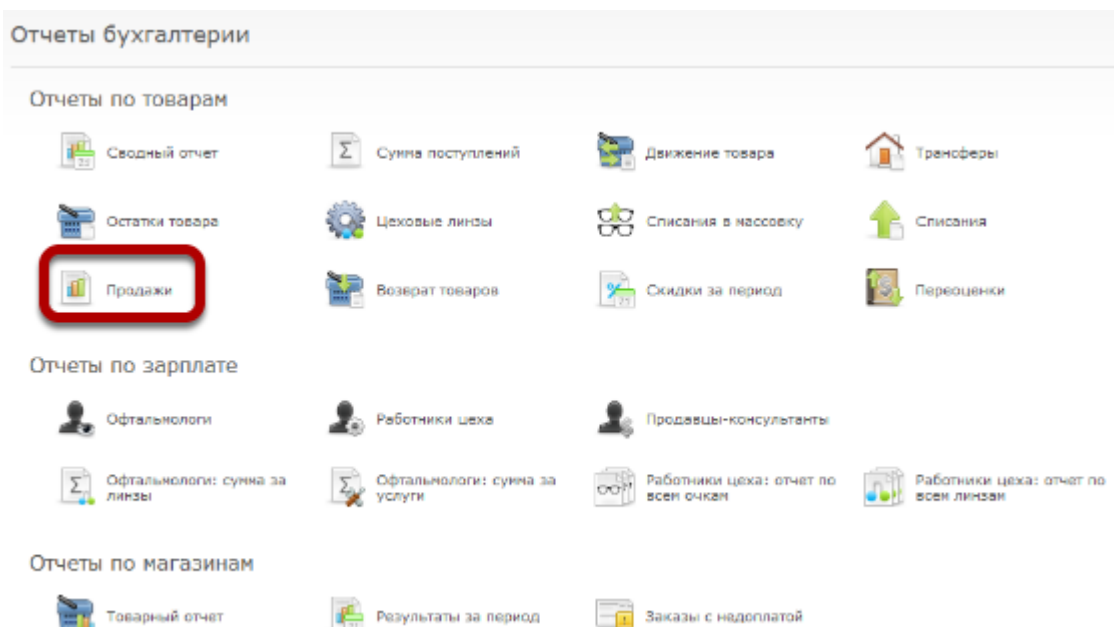 Отчеты бухгалтерии
Отчеты по товарам
Сводный отчет
Сумма поступлений
Движение товара
Трансферы
Остатки товара
Цеховые линзы
Списания в массовку
Списания
Продажи
Возврат товаров
Скидки за период
Переоценки
Отчеты по зарплате
Офтальмологи
Работники цеха
Продавцы-консультанты
Офтальмологи: сумма за
линзы
Офтальмологи: сумма за
услуги
Работники цеха: отчет по
всем очкам
Работники цеха: отчет по
всем линзам
Отчеты по магазинам
Товарный отчет
Результаты за период
Заказы с недоплатой